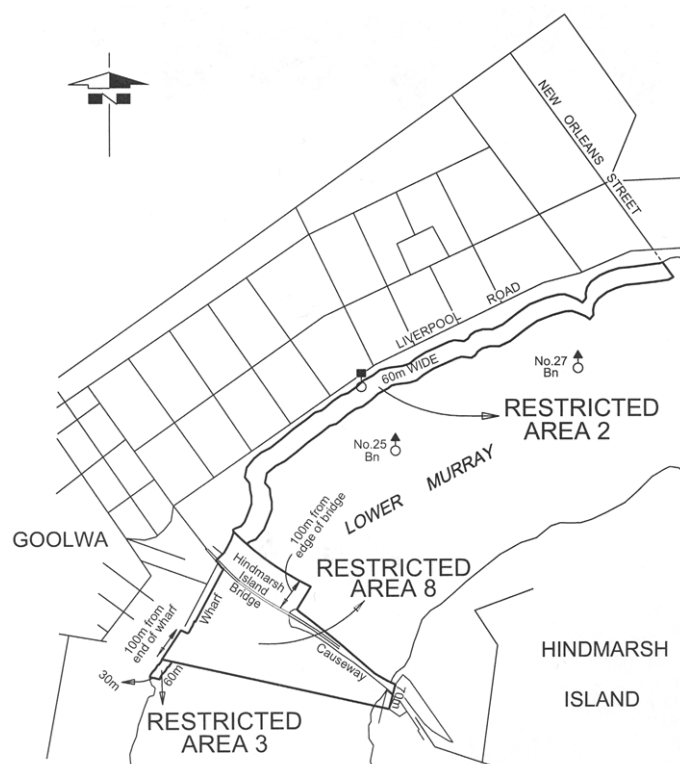 N
NEW ORLEANS STREET
LIVERPOOL ROAD
60m WIDE
No.27
Bn
RESTRICTED
AREA 2
No.25
Bn
LOWER MURRAY
GOOLWA
100m from
edge of bridge
Hindmarsh
Island
Bridge
RESTRICTED
AREA 8
Wharf
100m from
end of wharf
Causeway
HINDMARSH
ISLAND
30m
60m
70m
RESTRICTED
AREA 3